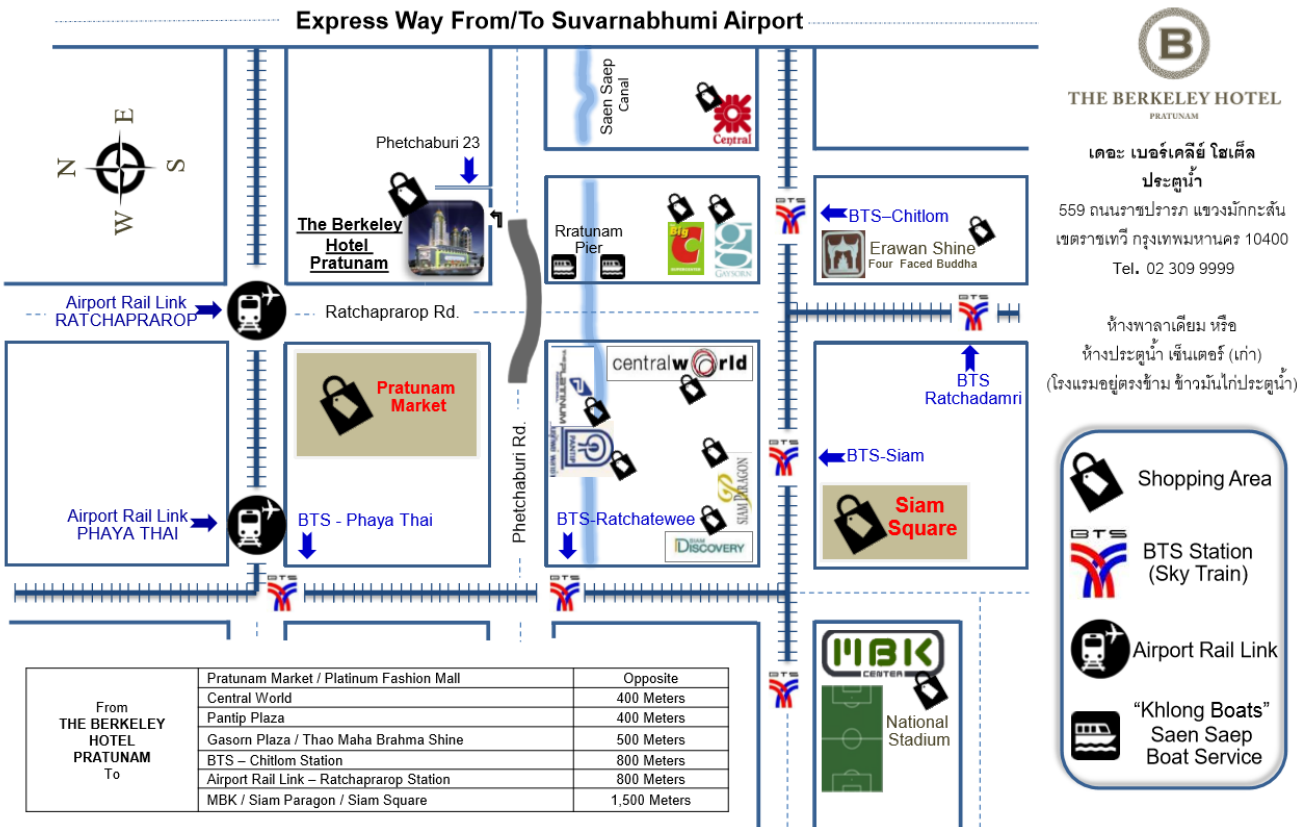 Express Way From/To Suvarnabhumi Airport
THE BERKELEY HOTEL
PRATUNAM
เดอะ เบอร์เคลีย์ โฮเต็ล
ประตูน้ำ
559 ถนนราชปรารภ แขวงมักกะสัน
เขตราชเทวี กรุงเทพมหานคร 10400
Tel. 02 309 9999
ห้างพาลาเดียม หรือ
ห้างประตูน้ำ เซ็นเตอร์ (เก่า)
(โรงแรมอยู่ตรงข้าม ข้าวมันไก่ประตูน้ำ)
B
N
E
S
W
Phetchaburi 23
The Berkeley
Hotel
Pratunam
Saen Saep
Canal
Central
Rratunam
Pier
Big
C
SUPERCENTER
g
GAYSORN
BTS
BTS–Chitlom
Erawan Shine
Four Faced Buddha
Airport Rail Link
RATCHAPRAROP
Ratchaprarop Rd.
BTS
BTS
Ratchadamri
Pratunam
Market
centralwOrld
THE PLATINUM
PANTIP
BTS
BTS-Siam
SIAM PARAGON
SIAM
DISCOVERY
Siam
Square
Phetchaburi Rd.
Airport Rail Link
PHAYA THAI
BTS - Phaya Thai
BTS-Ratchatewee
BTS
BTS
BTS
MBK
CENTER
National
Stadium
Shopping Area
BTS
BTS Station
(Sky Train)
Airport Rail Link
“Khlong Boats”
Saen Saep
Boat Service
From
THE BERKELEY
HOTEL
PRATUNAM
To
Pratunam Market / Platinum Fashion Mall Opposite
Central World 400 Meters
Pantip Plaza 400 Meters
Gasorn Plaza / Thao Maha Brahma Shine 500 Meters
BTS – Chitlom Station 800 Meters
Airport Rail Link – Ratchaprarop Station 800 Meters
MBK / Siam Paragon / Siam Square 1,500 Meters